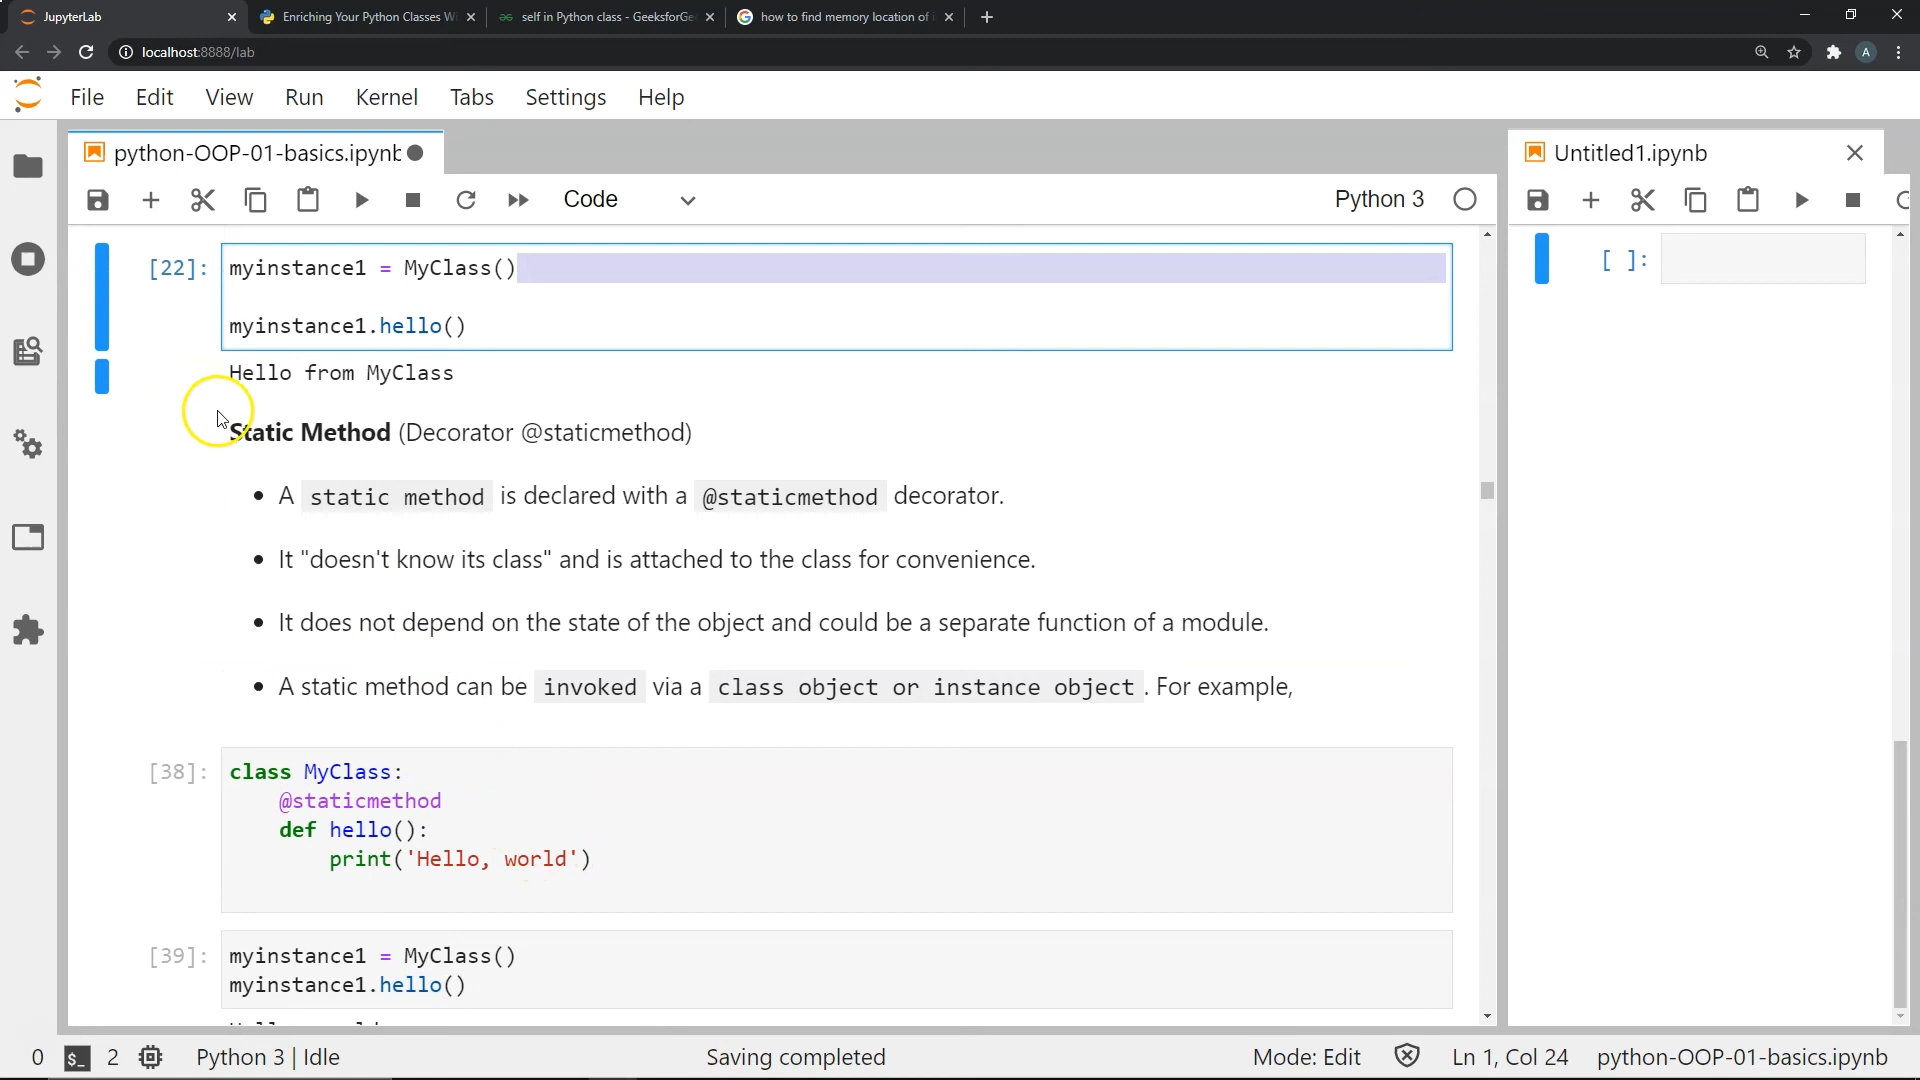 JupyterLab
Enriching Your Python Classes Wi
self in Python class - GeeksforGe
how to find memory location of
A
localhost:8888/lab
File Edit View Run Kernel Tabs Settings Help
python-OOP-01-basics.ipynb
Untitled1.ipynb
Code
Python 3
[22]:
myinstance1 = MyClass()
myinstance1.hello()
Hello from MyClass
[ ]:
Static Method (Decorator @staticmethod)
• A static method is declared with a @staticmethod decorator.
• It "doesn't know its class" and is attached to the class for convenience.
• It does not depend on the state of the object and could be a separate function of a module.
• A static method can be invoked via a class object or instance object. For example,
[38]:
class MyClass:
    @staticmethod
    def hello():
        print('Hello, world')
[39]:
myinstance1 = MyClass()
myinstance1.hello()
0 $_ 2 Python 3 | Idle Saving completed Mode: Edit Ln 1, Col 24 python-OOP-01-basics.ipynb